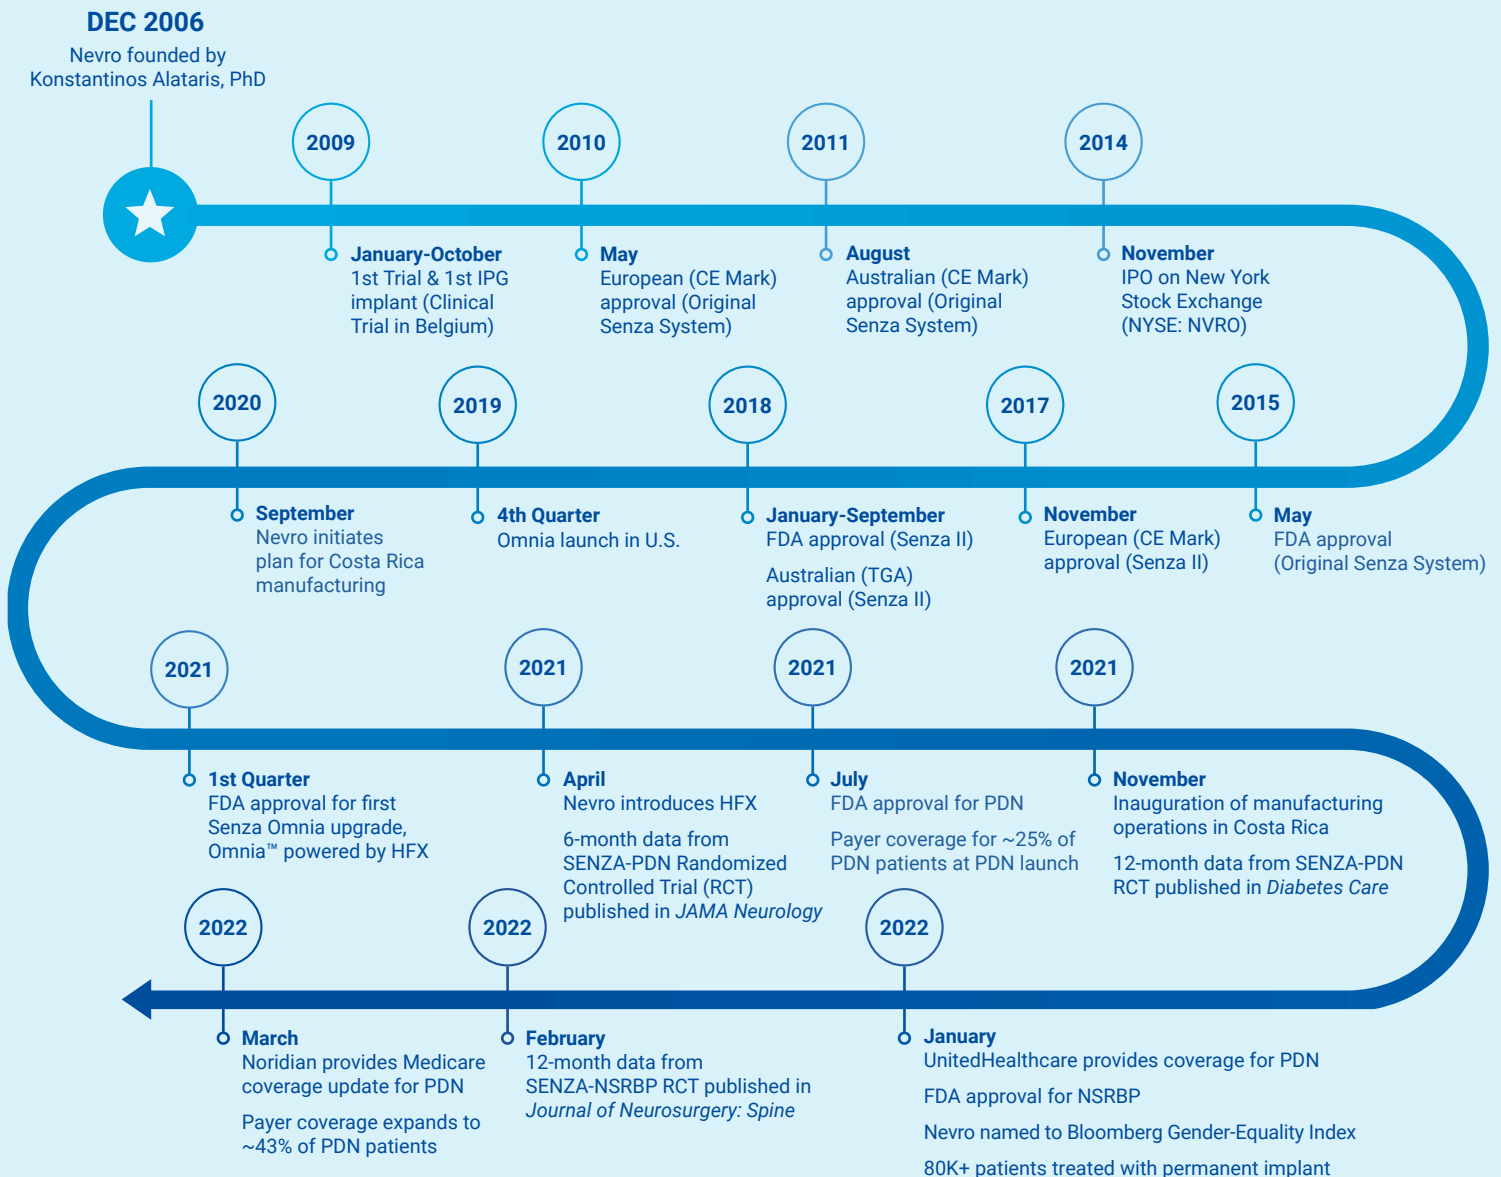 DEC 2006
Nevro founded by
Konstantinos Alataris, PhD
2009
January-October
1st Trial & 1st IPG
implant (Clinical
Trial in Belgium)
2010
May
European (CE Mark)
approval (Original
Senza System)
2011
August
Australian (CE Mark)
approval (Original
Senza System)
2014
November
IPO on New York
Stock Exchange
(NYSE: NVRO)
2015
May
FDA approval
(Original Senza System)
2017
November
European (CE Mark)
approval (Senza II)
2018
January-September
FDA approval (Senza II)
Australian (TGA)
approval (Senza II)
2019
4th Quarter
Omnia launch in U.S.
2020
September
Nevro initiates
plan for Costa Rica
manufacturing
2021
1st Quarter
FDA approval for first
Senza Omnia upgrade,
Omnia™ powered by HFX
2021
April
Nevro introduces HFX
6-month data from
SENZA-PDN Randomized
Controlled Trial (RCT)
published in JAMA Neurology
2021
July
FDA approval for PDN
Payer coverage for ~25% of
PDN patients at PDN launch
2021
November
Inauguration of manufacturing
operations in Costa Rica
12-month data from SENZA-PDN
RCT published in Diabetes Care
2022
January
UnitedHealthcare provides coverage for PDN
FDA approval for NSRBP
Nevro named to Bloomberg Gender-Equality Index
80K+ patients treated with permanent implant
2022
February
12-month data from
SENZA-NSRBP RCT published in
Journal of Neurosurgery: Spine
2022
March
Noridian provides Medicare
coverage update for PDN
Payer coverage expands to
~43% of PDN patients